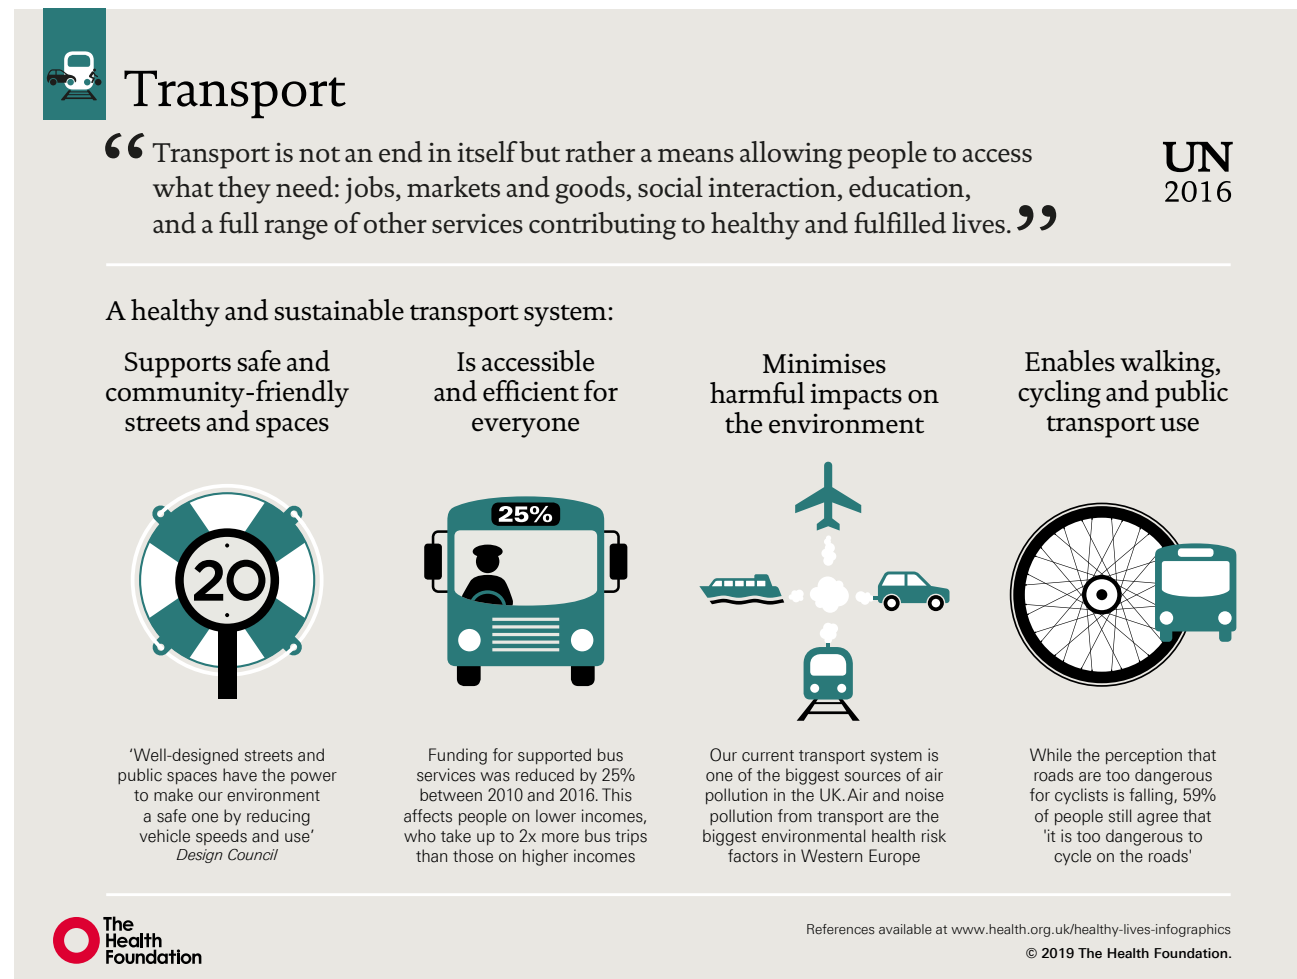 Transport
“ Transport is not an end in itself but rather a means allowing people to access
what they need: jobs, markets and goods, social interaction, education,
and a full range of other services contributing to healthy and fulfilled lives. ”
UN
2016
A healthy and sustainable transport system:
Supports safe and
community-friendly
streets and spaces
20
‘Well-designed streets and
public spaces have the power
to make our environment
a safe one by reducing
vehicle speeds and use’
Design Council
Is accessible
and efficient for
everyone
25%
Funding for supported bus
services was reduced by 25%
between 2010 and 2016. This
affects people on lower incomes,
who take up to 2x more bus trips
than those on higher incomes
Minimises
harmful impacts on
the environment
Our current transport system is
one of the biggest sources of air
pollution in the UK. Air and noise
pollution from transport are the
biggest environmental health risk
factors in Western Europe
Enables walking,
cycling and public
transport use
While the perception that
roads are too dangerous
for cyclists is falling, 59%
of people still agree that
'it is too dangerous to
cycle on the roads'
The
Health
Foundation
References available at www.health.org.uk/healthy-lives-infographics
© 2019 The Health Foundation.